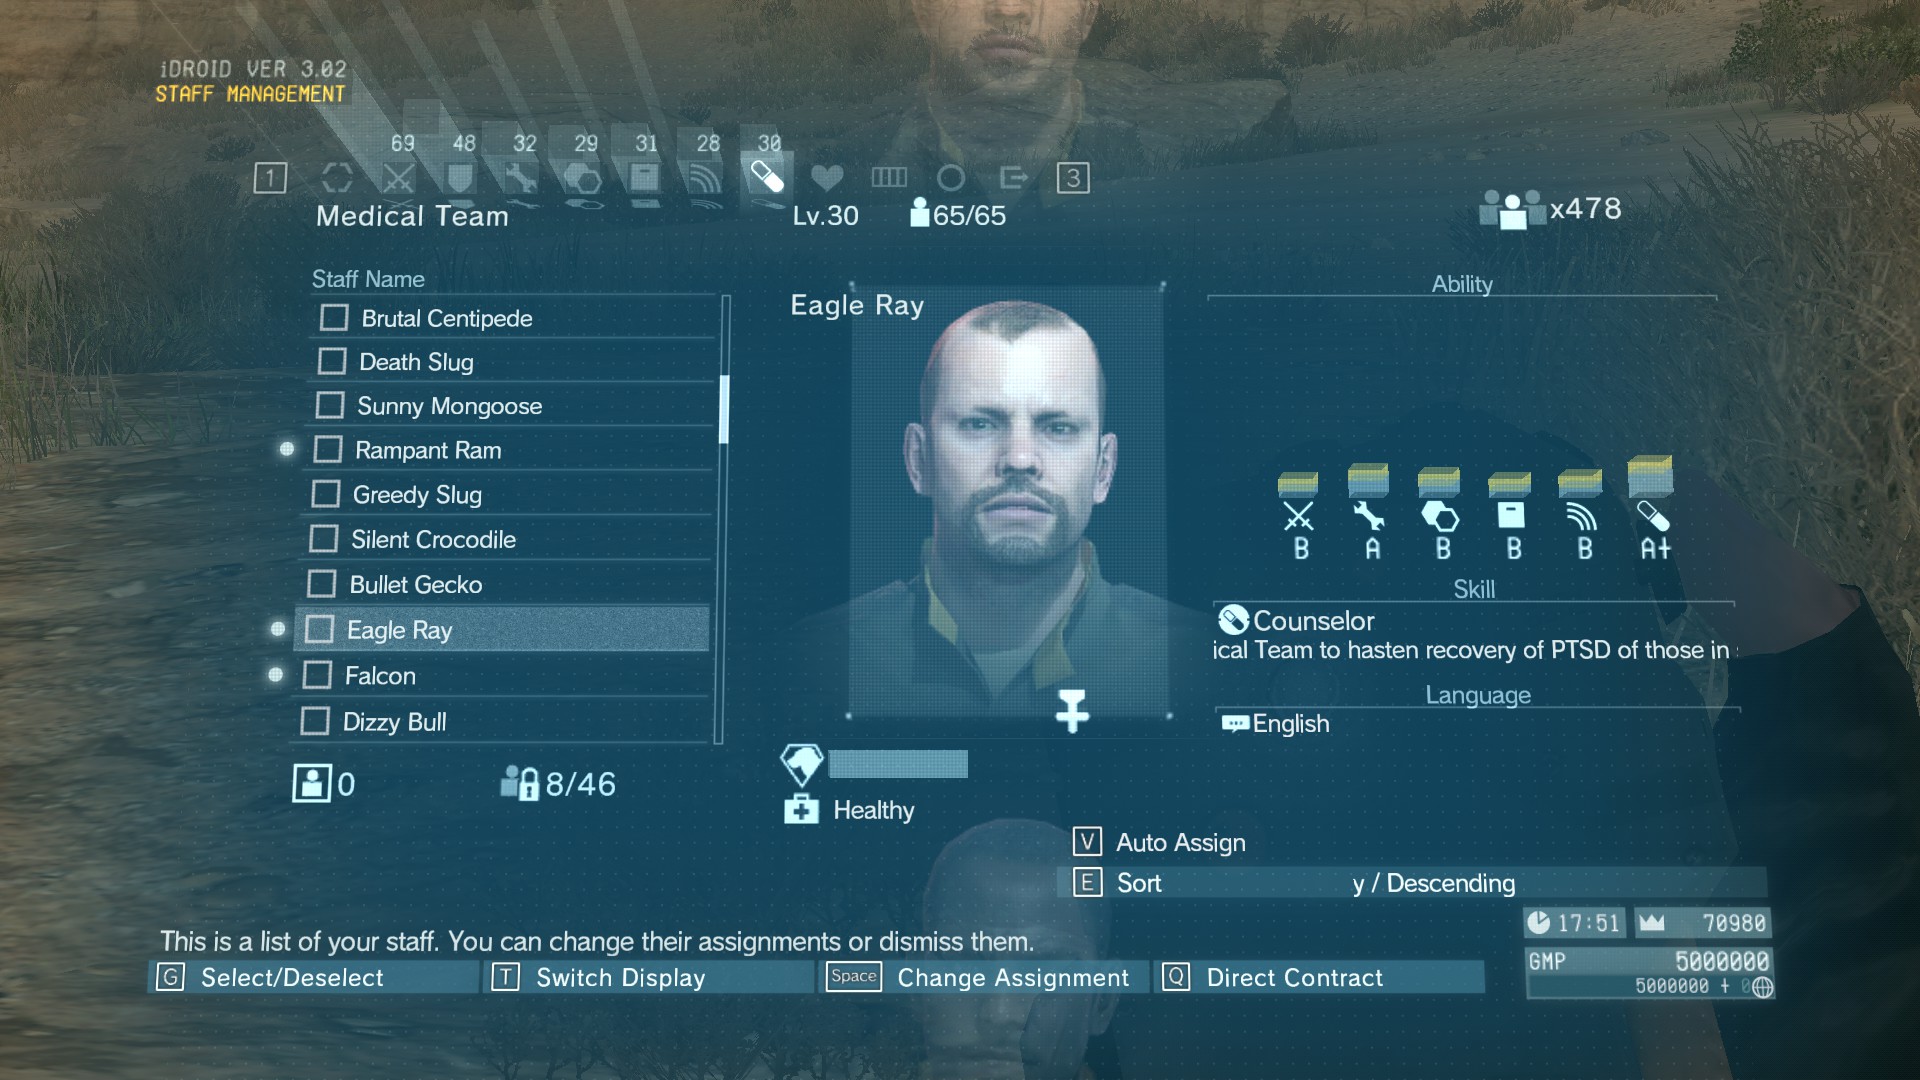 iDROID VER 3.02
STAFF MANAGEMENT
69 48 32 29 31 28 30
1 3
Medical Team Lv.30 65/65 x478
Staff Name
Brutal Centipede
Death Slug
Sunny Mongoose
Rampant Ram
Greedy Slug
Silent Crocodile
Bullet Gecko
Eagle Ray
Falcon
Dizzy Bull
0 8/46
Eagle Ray
Healthy
Ability
B A B B B A+
Skill
Counselor
ical Team to hasten recovery of PTSD of those in
Language
English
V Auto Assign
E Sort y / Descending
17:51 70980
GMP 5000000
5000000 + 0
This is a list of your staff. You can change their assignments or dismiss them.
G Select/Deselect T Switch Display Space Change Assignment Q Direct Contract